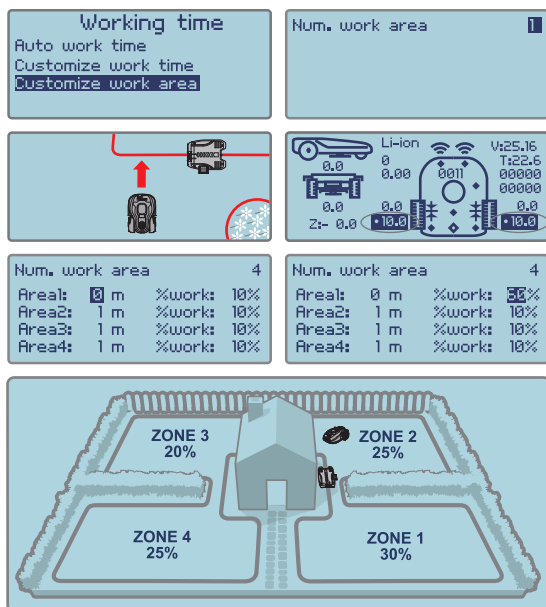 Working time
Auto work time
Customize work time
Customize work area
Num. work area 1
Li-ion
V:25.16
0.0 0 T:22.6
0.00 0011 00000
00000
0.0 0.0 0.0
Z:- 0.0 •10.0 •10.0
Num. work area 4
Area1: 0 m %work: 10%
Area2: 1 m %work: 10%
Area3: 1 m %work: 10%
Area4: 1 m %work: 10%
Num. work area 4
Area1: 0 m %work: %
Area2: 1 m %work: 10%
Area3: 1 m %work: 10%
Area4: 1 m %work: 10%
ZONE 3
20%
ZONE 2
25%
ZONE 4
25%
ZONE 1
30%